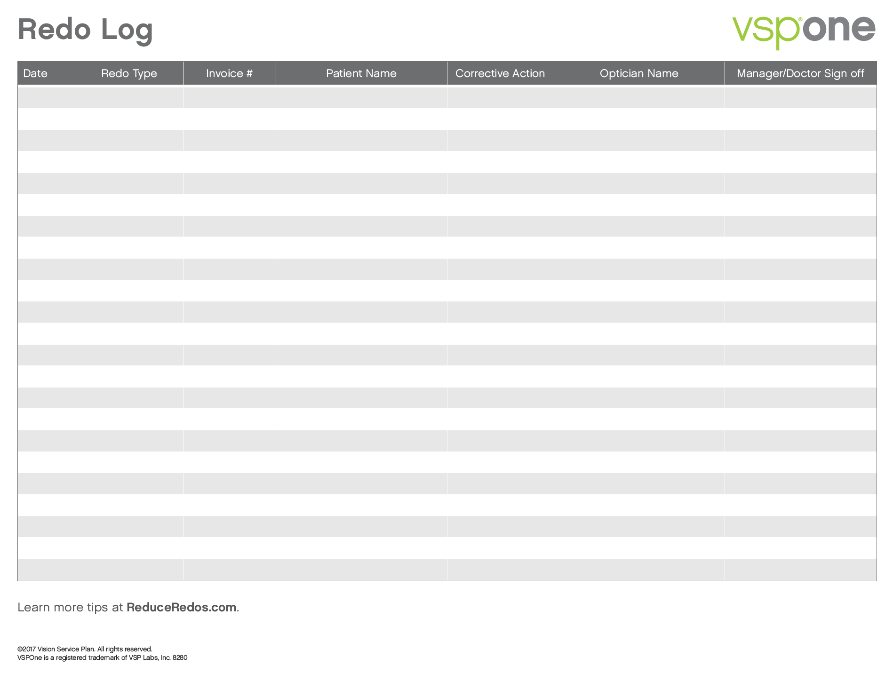 Redo Log
vspone
Date Redo Type Invoice # Patient Name Corrective Action Optician Name Manager/Doctor Sign off
Learn more tips at ReduceRedos.com.
©2017 Vision Service Plan. All rights reserved.
VSPOne is a registered trademark of VSP Labs, Inc. 8280